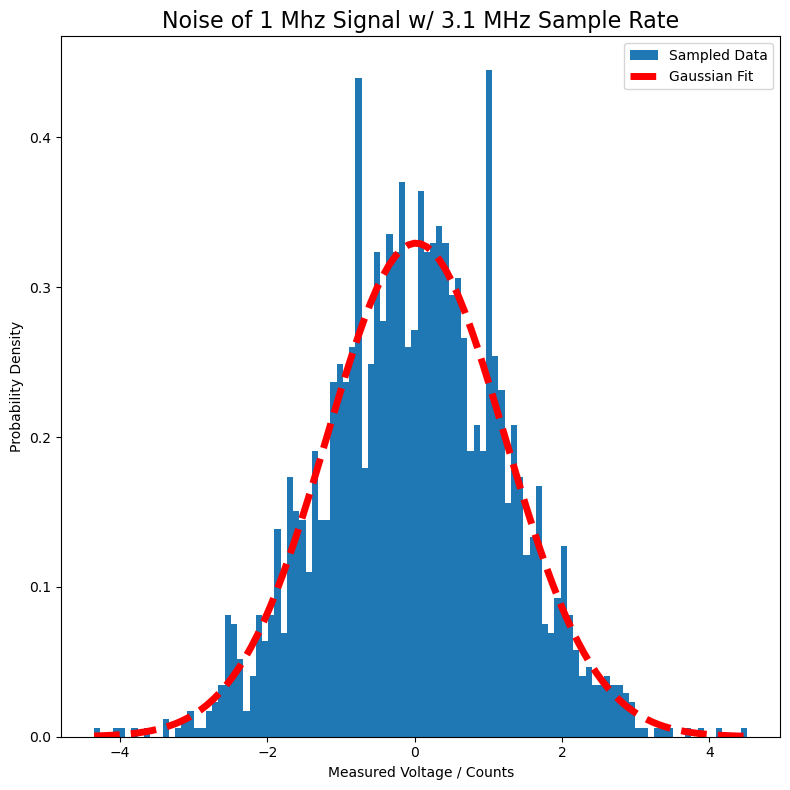 Noise of 1 Mhz Signal w/ 3.1 MHz Sample Rate
Sampled Data
Gaussian Fit
0.4
0.3
0.2
0.1
0.0
Probability Density
−4
−2
0
2
4
Measured Voltage / Counts